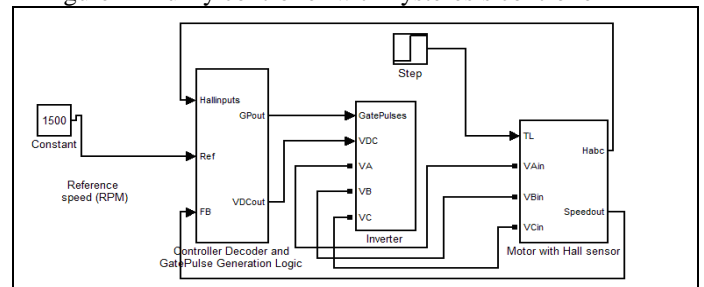 Step
Hallinputs
GPout
GatePulses
1500
Constant
TL
VDC
Habc
Ref
VA
VAin
Reference
speed (RPM)
VB
VBin
VDCout
FB
VC
Speedout
VCin
Inverter
Controller Decoder and
GatePulse Generation Logic
Motor with Hall sensor